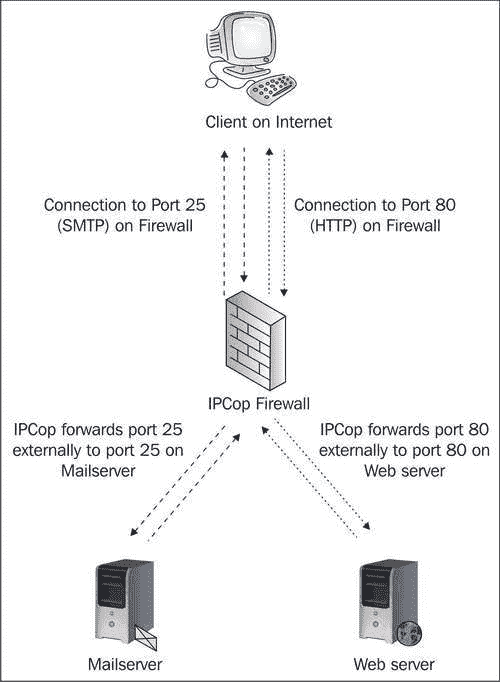 Client on Internet
Connection to Port 25
(SMTP) on Firewall
Connection to Port 80
(HTTP) on Firewall
IPCop Firewall
IPCop forwards port 25
externally to port 25 on
Mailserver
IPCop forwards port 80
externally to port 80 on
Web server
Mailserver
Web server